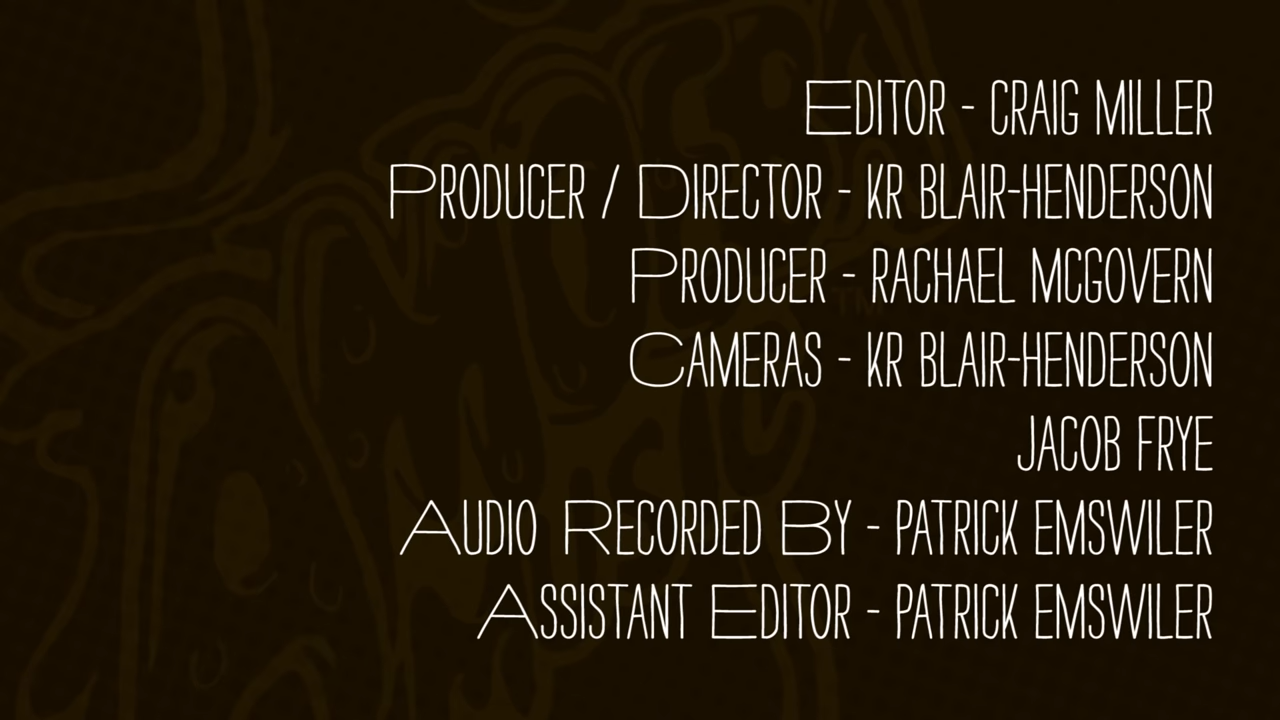 Editor - CRAIG MILLER
Producer / Director - KR BLAIR-HENDERSON
Producer - RACHAEL MCGOVERN
Cameras - KR BLAIR-HENDERSON
JACOB FRYE
Audio Recorded By - PATRICK EMSWILER
Assistant Editor - PATRICK EMSWILER
TM